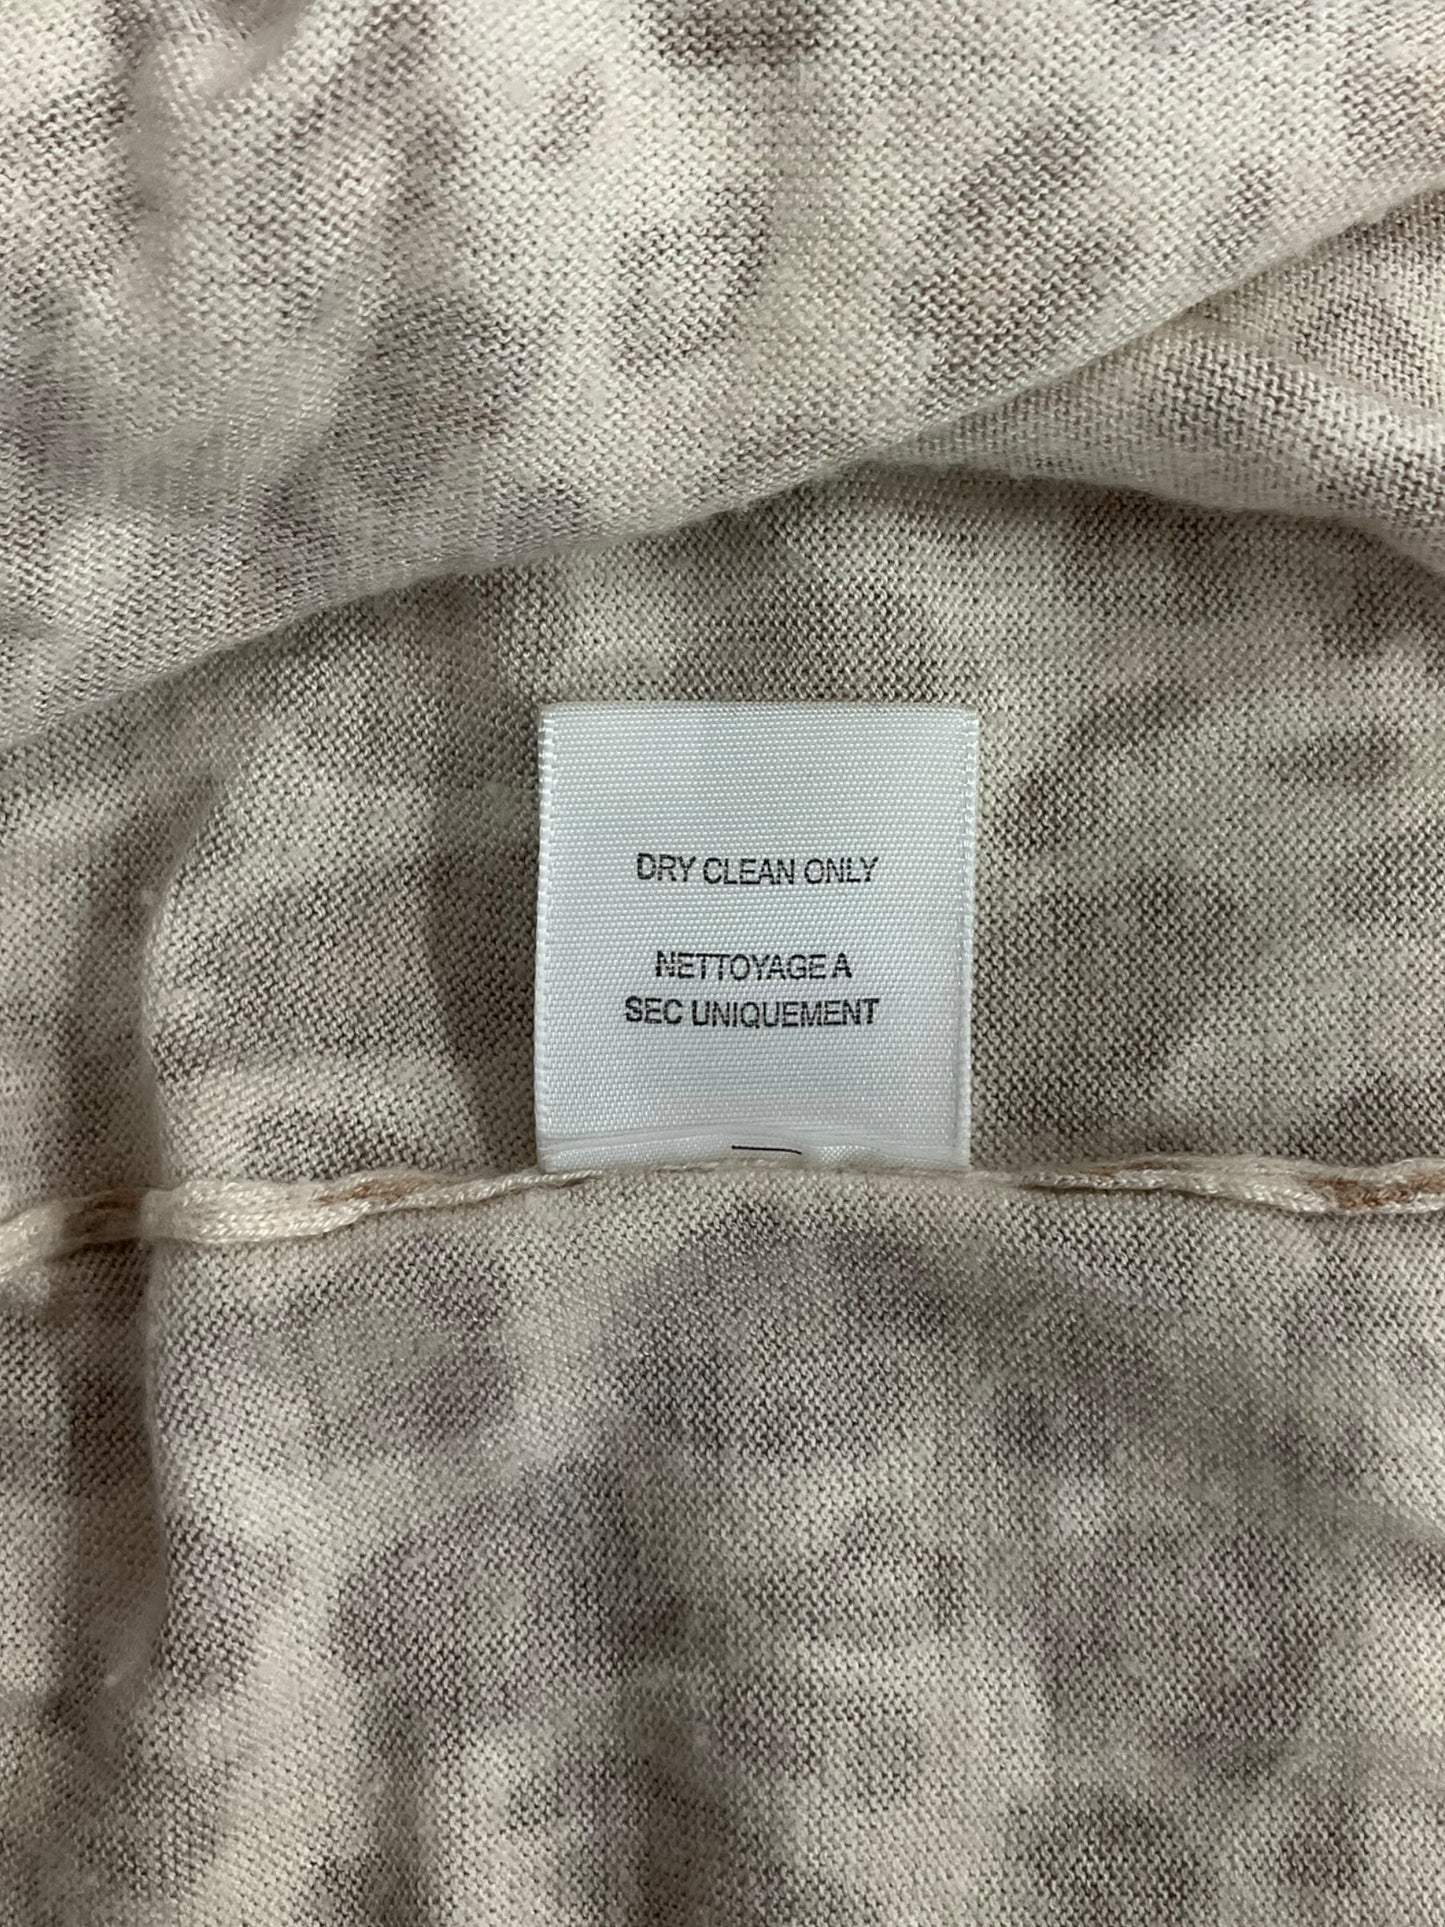 DRY CLEAN ONLY
NETTOYAGE A
SEC UNIQUEMENT